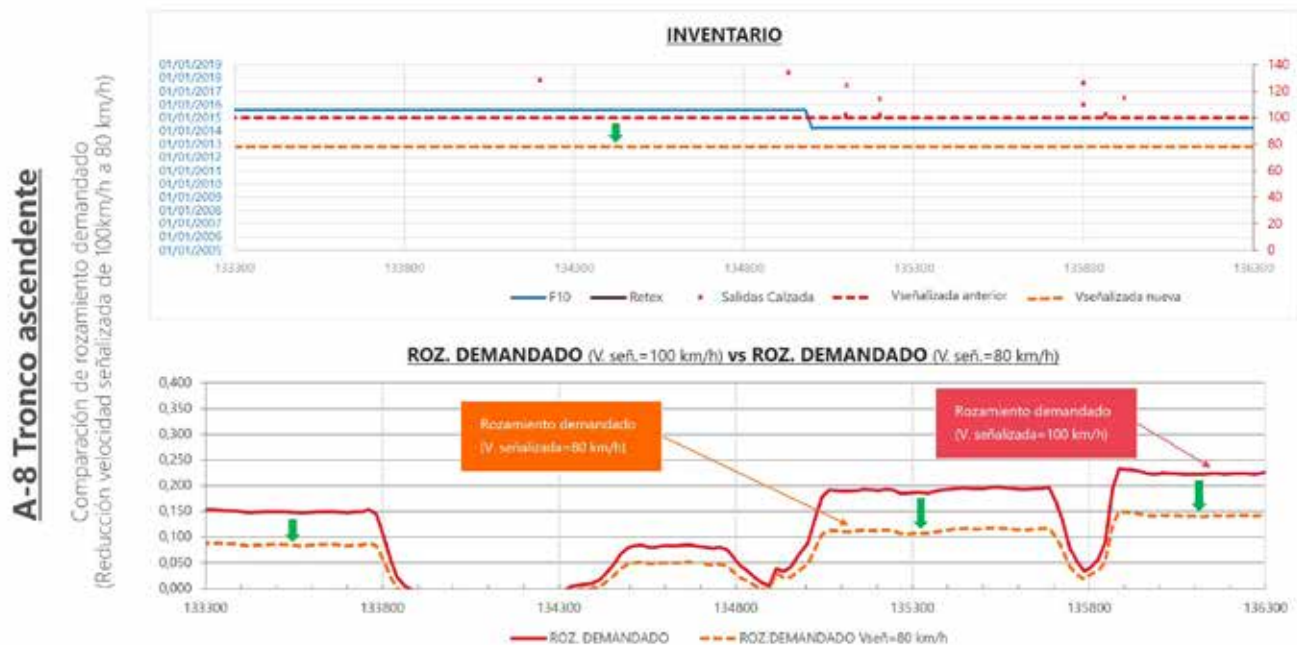 A-8 Tronco ascendente
Comparación de rozamiento demandado
(Reducción velocidad señalizada de 100km/h a 80 km/h)
INVENTARIO
01/01/2019
01/01/2018
01/01/2017
01/01/2016
01/01/2015
01/01/2014
01/01/2013
01/01/2012
01/01/2011
01/01/2010
01/01/2009
01/01/2008
01/01/2007
01/01/2006
01/01/2005
140
120
100
80
60
40
20
0
133300 133800 134300 134800 135300 135800 136300
F10 Retex Salidas Calzada Vseñalizada anterior Vseñalizada nueva
ROZ. DEMANDADO (V. señ.=100 km/h) vs ROZ. DEMANDADO (V. señ.=80 km/h)
0,400
0,350
0,300
0,250
0,200
0,150
0,100
0,050
0,000
Rozamiento demandado
(V. señalizada=80 km/h)
Rozamiento demandado
(V. señalizada=100 km/h)
133300 133800 134300 134800 135300 135800 136300
ROZ. DEMANDADO ROZ.DEMANDADO Vseñ=80 km/h